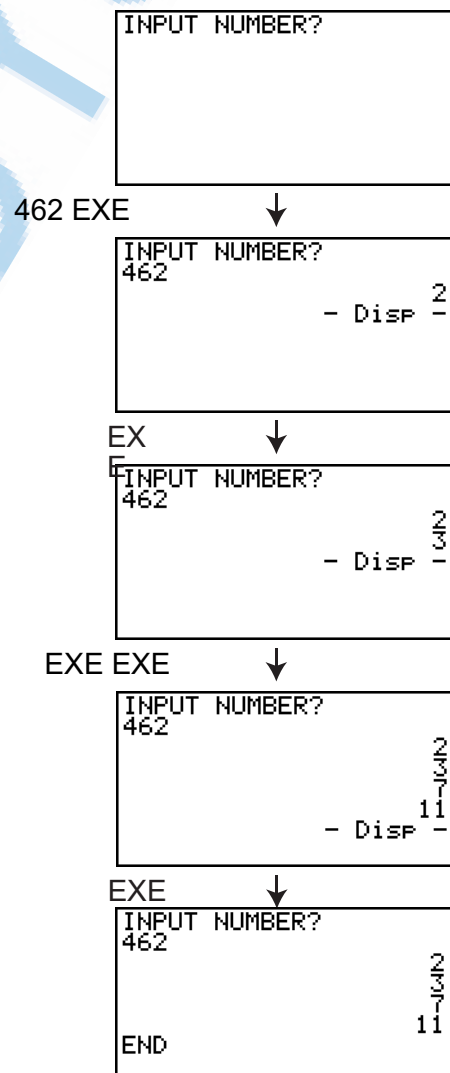 INPUT NUMBER?
462 EXE
INPUT NUMBER?
462
2
- Disp -
EX
E
INPUT NUMBER?
462
2
3
- Disp -
EXE EXE
INPUT NUMBER?
462
2
3
7
11
- Disp -
EXE
INPUT NUMBER?
462
2
3
7
11
END